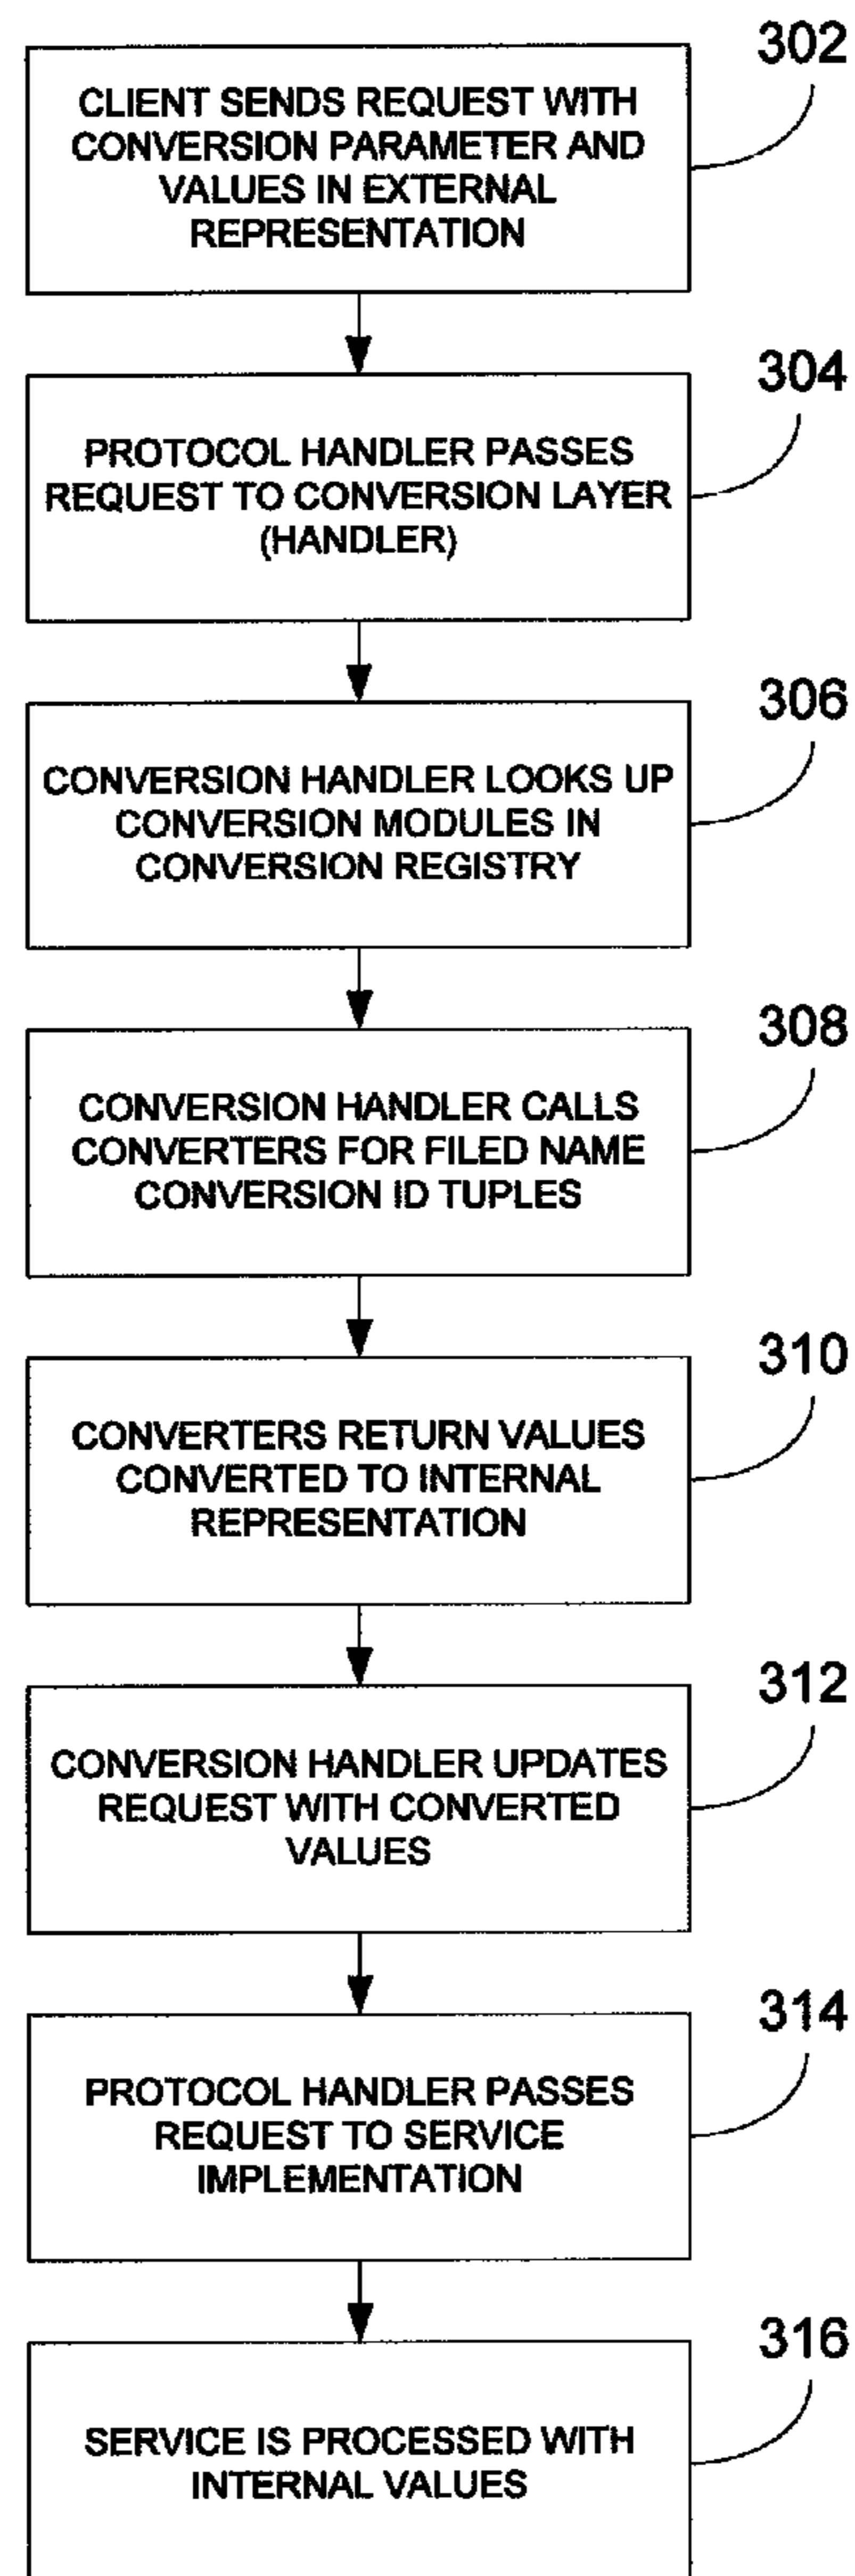 302
CLIENT SENDS REQUEST WITH
CONVERSION PARAMETER AND
VALUES IN EXTERNAL
REPRESENTATION
304
PROTOCOL HANDLER PASSES
REQUEST TO CONVERSION LAYER
(HANDLER)
306
CONVERSION HANDLER LOOKS UP
CONVERSION MODULES IN
CONVERSION REGISTRY
308
CONVERSION HANDLER CALLS
CONVERTERS FOR FILED NAME
CONVERSION ID TUPLES
310
CONVERTERS RETURN VALUES
CONVERTED TO INTERNAL
REPRESENTATION
312
CONVERSION HANDLER UPDATES
REQUEST WITH CONVERTED
VALUES
314
PROTOCOL HANDLER PASSES
REQUEST TO SERVICE
IMPLEMENTATION
316
SERVICE IS PROCESSED WITH
INTERNAL VALUES